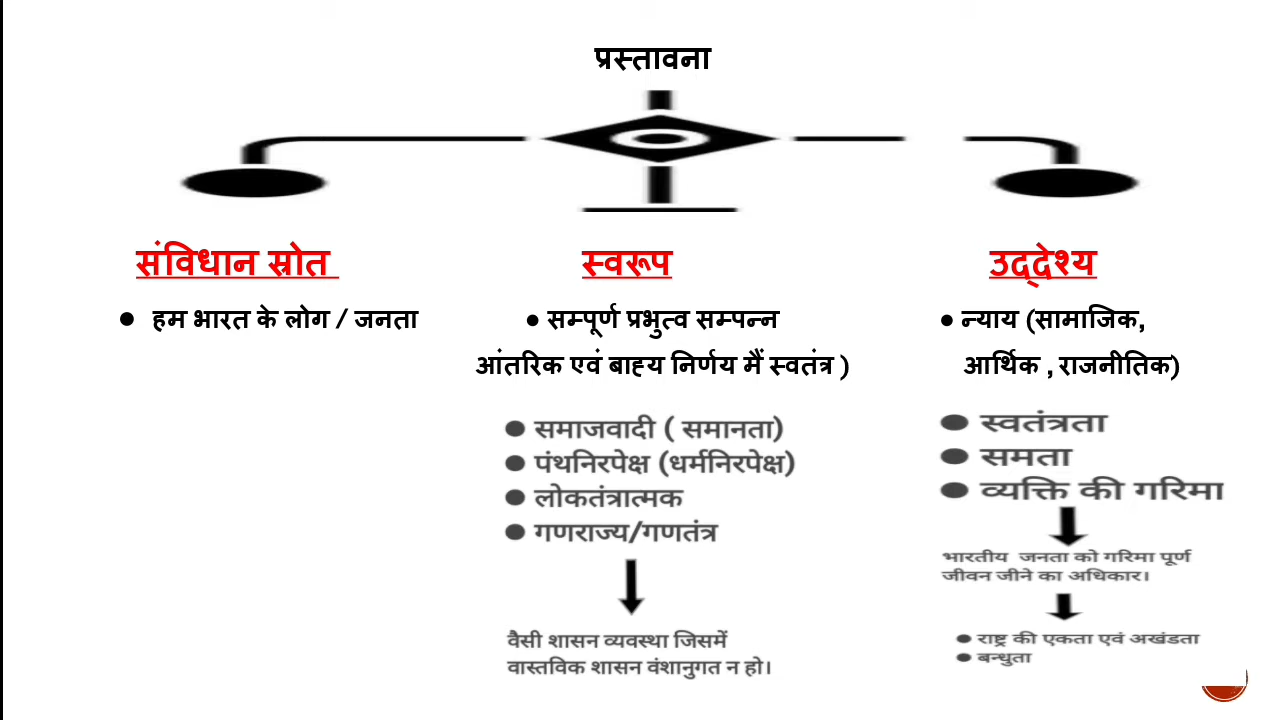 प्रस्तावना
संविधान स्रोत
● हम भारत के लोग / जनता
स्वरूप
● सम्पूर्ण प्रभुत्व सम्पन्न
आंतरिक एवं बाह्य निर्णय मैं स्वतंत्र )
● समाजवादी ( समानता)
● पंथनिरपेक्ष (धर्मनिरपेक्ष)
● लोकतंत्रात्मक
● गणराज्य/गणतंत्र
वैसी शासन व्यवस्था जिसमें
वास्तविक शासन वंशानुगत न हो।
उद्देश्य
● न्याय (सामाजिक,
आर्थिक , राजनीतिक)
● स्वतंत्रता
● समता
● व्यक्ति की गरिमा
भारतीय जनता को गरिमा पूर्ण
जीवन जीने का अधिकार।
● राष्ट्र की एकता एवं अखंडता
● बन्धुता